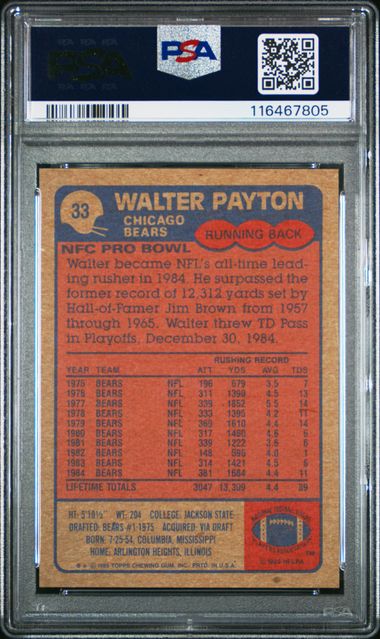 PSA
116467805
33
WALTER PAYTON
CHICAGO
BEARS
RUNNING BACK
NFC PRO BOWL
Walter became NFL's all-time lead-
ing rusher in 1984. He surpassed the
former record of 12,312 yards set by
Hall-of-Famer Jim Brown from 1957
through 1965. Walter threw TD Pass
in Playoffs, December 30, 1984.
RUSHING RECORD
YEAR TEAM ATT. YDS. AVG. TDS
1975 BEARS NFL 196 679 3.5 7
1976 BEARS NFL 311 1390 4.5 13
1977 BEARS NFL 339 1852 5.5 14
1978 BEARS NFL 333 1395 4.2 11
1979 BEARS NFL 369 1610 4.4 14
1980 BEARS NFL 317 1460 4.6 6
1981 BEARS NFL 339 1222 3.6 6
1982 BEARS NFL 148 596 4.0 1
1983 BEARS NFL 314 1421 4.5 6
1984 BEARS NFL 381 1684 4.4 11
LIFETIME TOTALS 3047 13,309 4.4 89
HT: 5'10½" WT: 204 COLLEGE: JACKSON STATE
DRAFTED: BEARS #1-1975 ACQUIRED: VIA DRAFT
BORN: 7-25-54, COLUMBIA, MISSISSIPPI
HOME: ARLINGTON HEIGHTS, ILLINOIS
© 1985 TOPPS CHEWING GUM, INC. PRTD. IN U.S.A.
NATIONAL FOOTBALL LEAGUE
PLAYERS ASSOCIATION
TM
© 1985 NFLPA